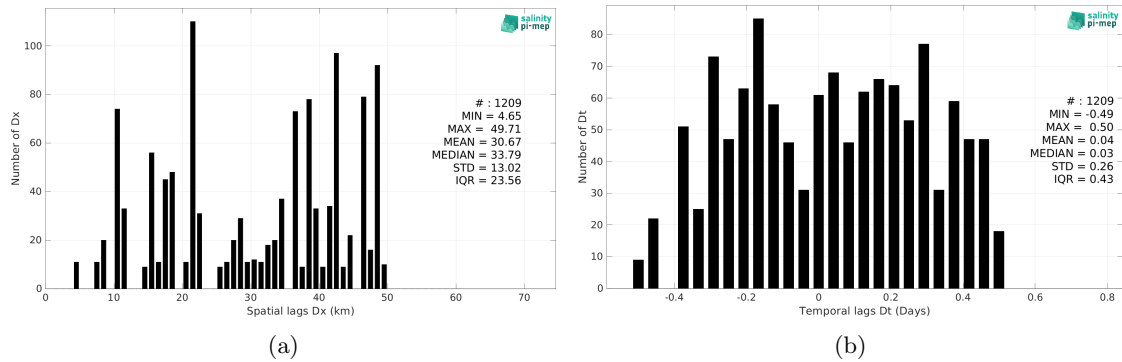 salinity
pi-mep
100
80
60
40
20
0
Number of Dx
# : 1209
MIN = 4.65
MAX = 49.71
MEAN = 30.67
MEDIAN = 33.79
STD = 13.02
IQR = 23.56
0 10 20 30 40 50 60 70
Spatial lags Dx (km)
(a)
salinity
pi-mep
80
70
60
50
40
30
20
10
0
Number of Dt
# : 1209
MIN = -0.49
MAX = 0.50
MEAN = 0.04
MEDIAN = 0.03
STD = 0.26
IQR = 0.43
-0.4 -0.2 0 0.2 0.4 0.6 0.8
Temporal lags Dt (Days)
(b)